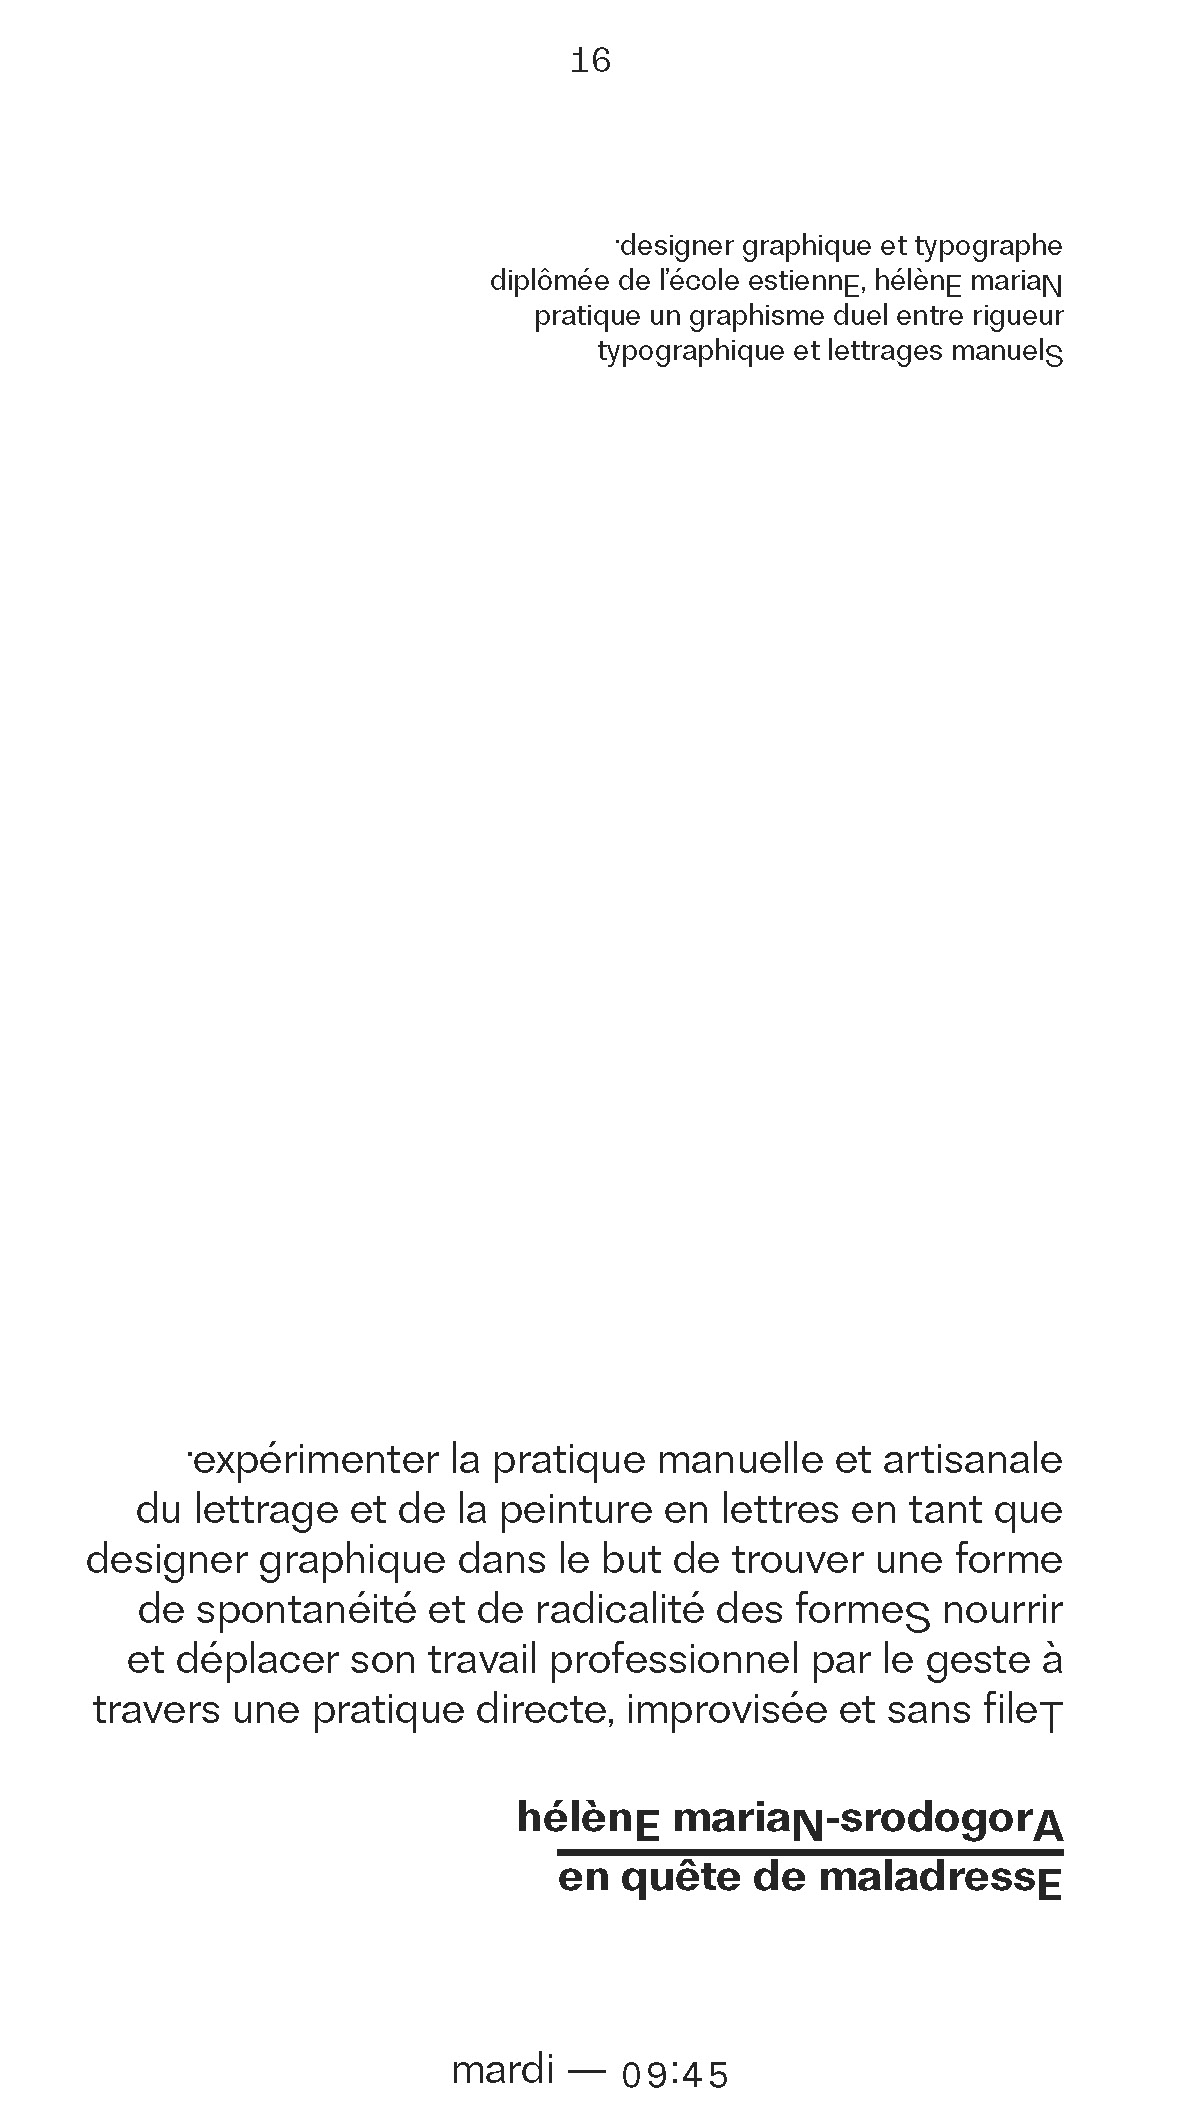 16
·designer graphique et typographe
diplômée de l’école estiennE, hélènE mariaN
pratique un graphisme duel entre rigueur
typographique et lettrages manuelS
·expérimenter la pratique manuelle et artisanale
du lettrage et de la peinture en lettres en tant que
designer graphique dans le but de trouver une forme
de spontanéité et de radicalité des formeS nourrir
et déplacer son travail professionnel par le geste à
travers une pratique directe, improvisée et sans fileT
hélènE mariaN-srodogorA
en quête de maladressE
mardi — 09:45